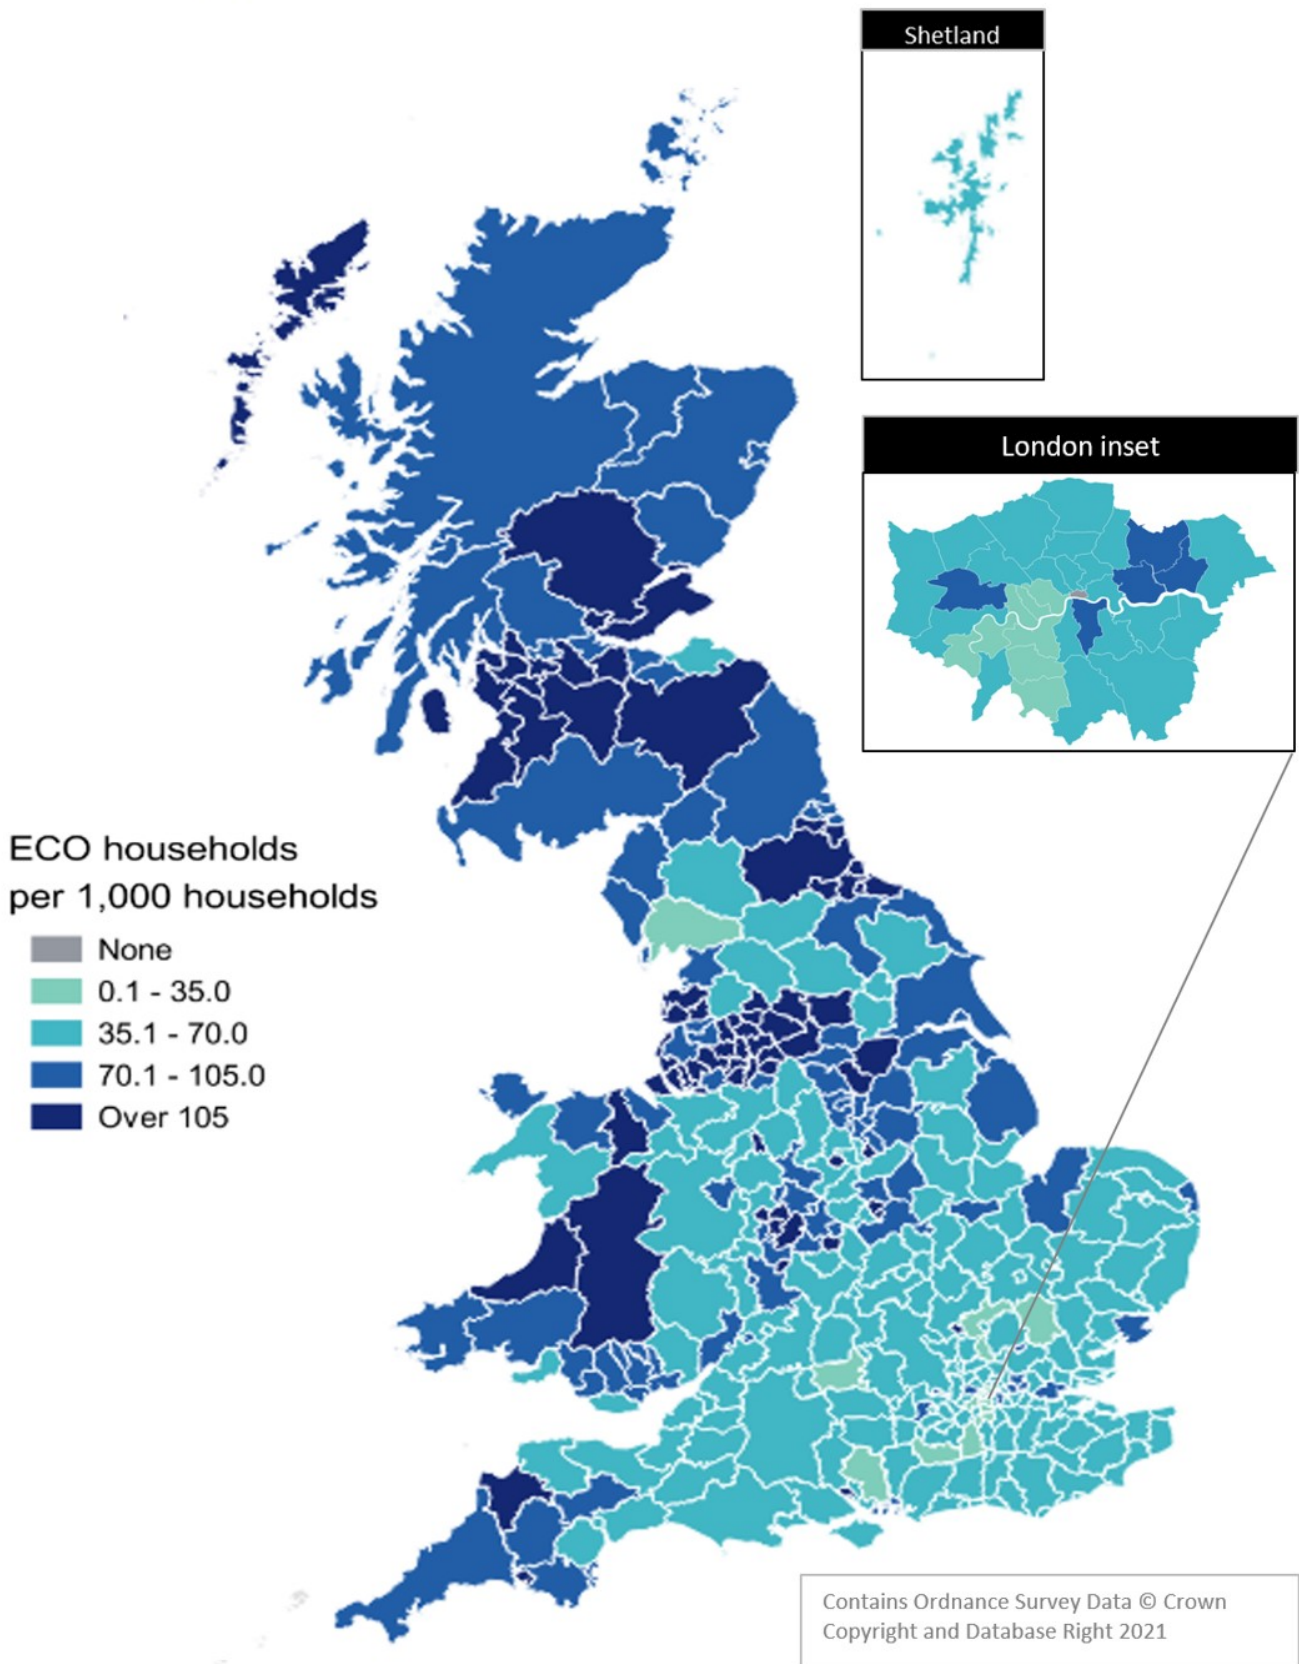 Shetland
London inset
ECO households
per 1,000 households
None
0.1 - 35.0
35.1 - 70.0
70.1 - 105.0
Over 105
Contains Ordnance Survey Data © Crown
Copyright and Database Right 2021